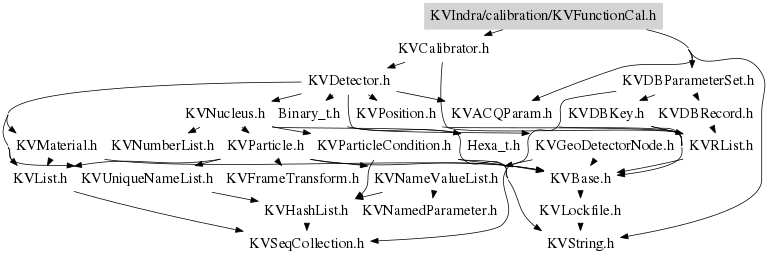 KVIndra/calibration/KVFunctionCal.h
KVCalibrator.h
KVDetector.h
KVDBParameterSet.h
KVNucleus.h
Binary_t.h
KVPosition.h
KVACQParam.h
KVDBKey.h
KVDBRecord.h
KVMaterial.h
KVNumberList.h
KVParticle.h
KVParticleCondition.h
Hexa_t.h
KVGeoDetectorNode.h
KVRList.h
KVList.h
KVUniqueNameList.h
KVFrameTransform.h
KVNameValueList.h
KVBase.h
KVHashList.h
KVNamedParameter.h
KVLockfile.h
KVSeqCollection.h
KVString.h